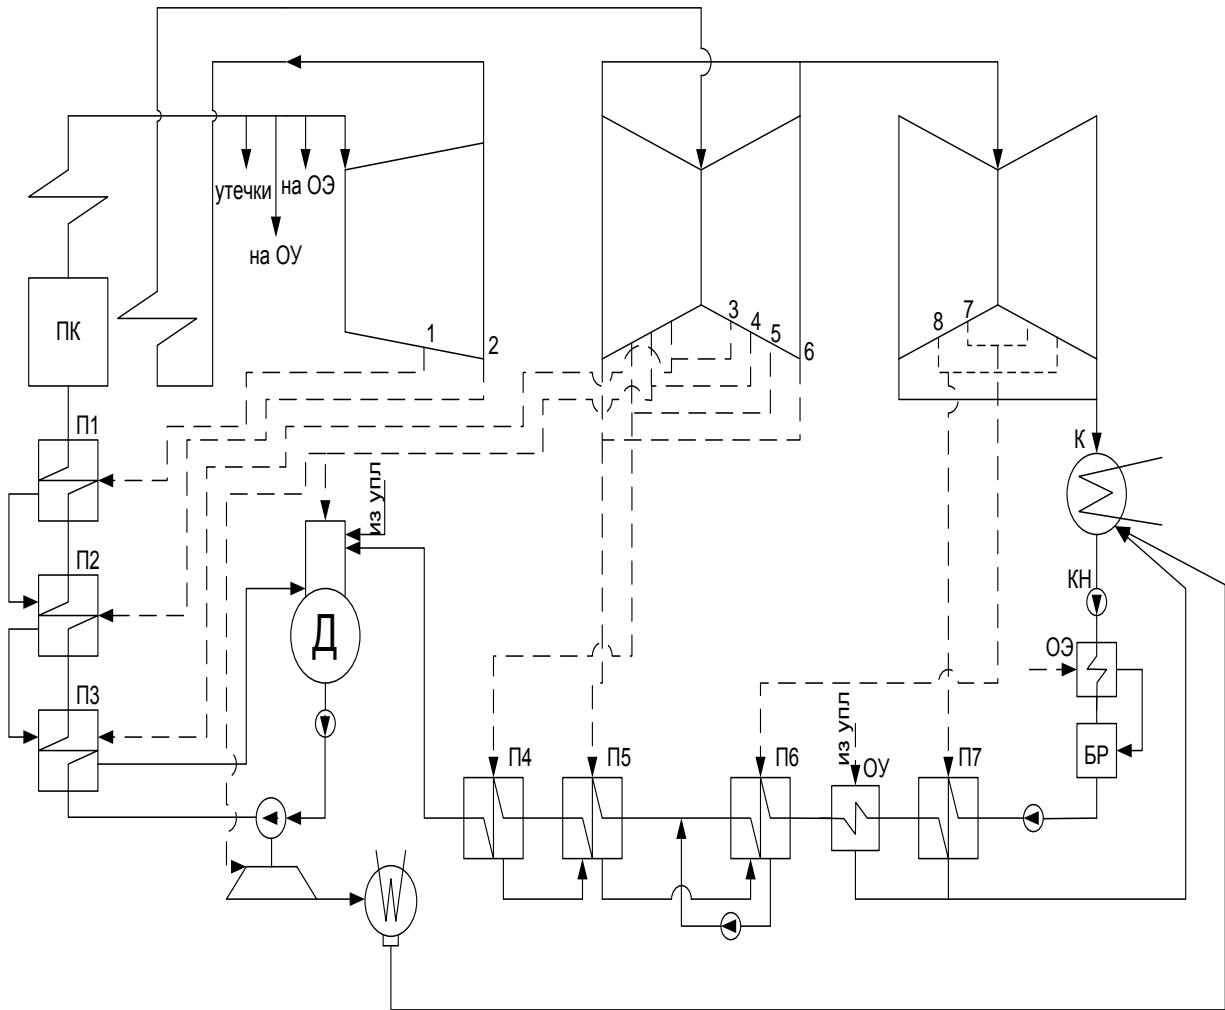 утечки
на ОЭ
на ОУ
ПК
1
2
3
4
5
6
7
8
П1
К
из упл
П2
КН
Д
ОЭ
П3
из упл
БР
П4
П5
П6
ОУ
П7